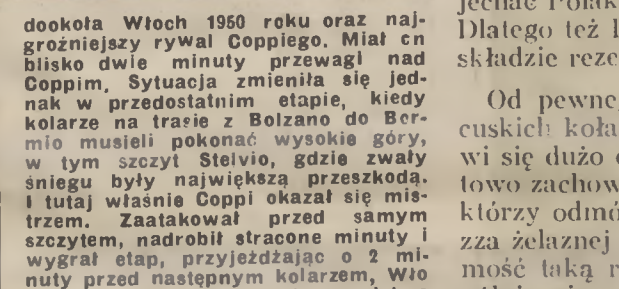 dookoła Włoch 1950 roku oraz naj-
groźniejszy rywal Coppiego. Miał cn
blisko dwie minuty przewagi nad
Coppim. Sytuacja zmieniła się jed-
nak w przedostatnim etapie, kiedy
kolarze na trasie z Bolzano do Bcr-
mio musieli pokonać wysokie góry,
w tym szczyt Stelvio, gdzie zwały
śniegu były największą przeszkodą.
I tutaj właśnie Coppi okazał się mis-
trzem. Zaatakował przed samym
szczytem, nadrobił stracone minuty i
wygrał etap, przyjeżdżając o 2 mi-
nuty przed następnym kolarzem, Wło
Dlatego też
składzie reze
Od pewne
cuskich koła
wi się dużo
towo zachow
którzy odmó
zza żelaznej
mość taką